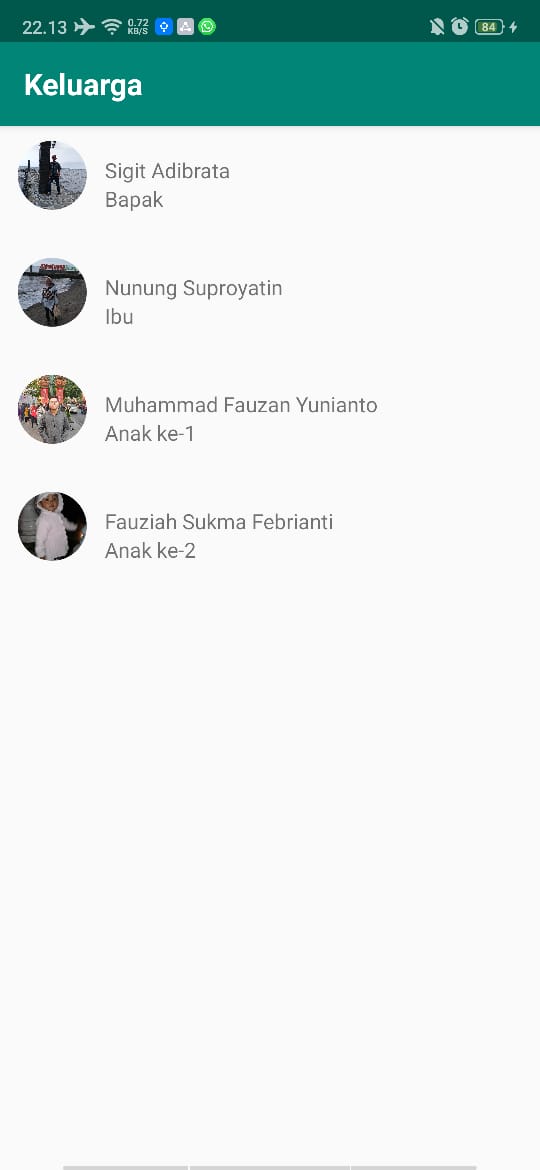 22.13 0.72 KB/S 84
Keluarga
Sigit Adibrata
Bapak
Nunung Suproyatin
Ibu
Muhammad Fauzan Yunianto
Anak ke-1
Fauziah Sukma Febrianti
Anak ke-2